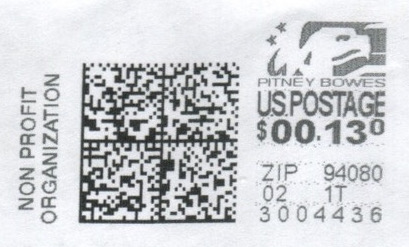 NON PROFIT
ORGANIZATION
PITNEY BOWES
US POSTAGE
$00.130
ZIP 94080
02 1T
3004436